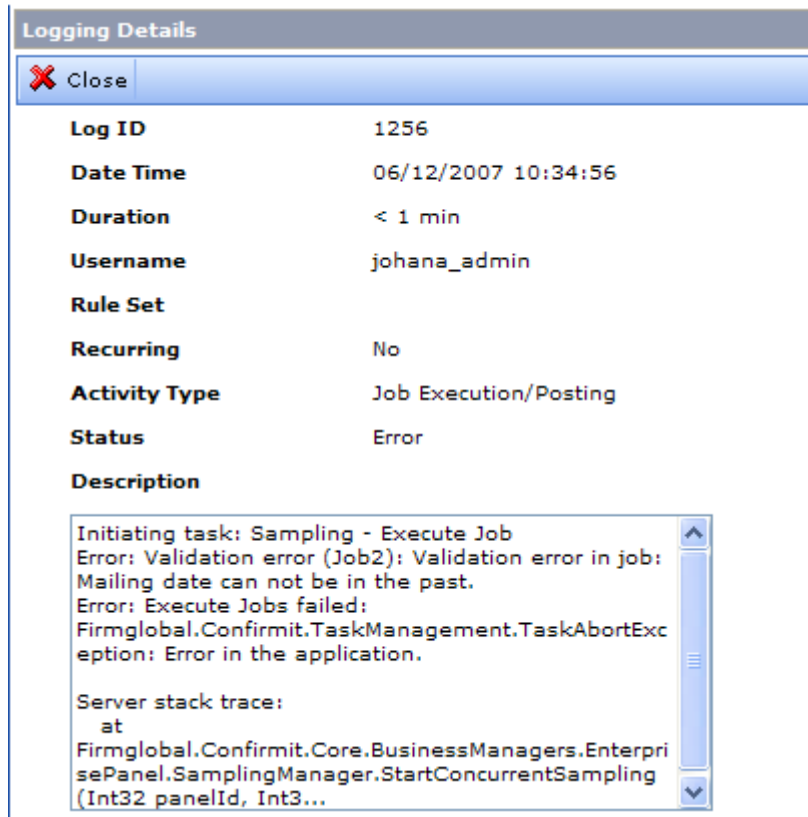 Logging Details
Close
Log ID 1256
Date Time 06/12/2007 10:34:56
Duration < 1 min
Username johana_admin
Rule Set
Recurring No
Activity Type Job Execution/Posting
Status Error
Description
Initiating task: Sampling - Execute Job
Error: Validation error (Job2): Validation error in job:
Mailing date can not be in the past.
Error: Execute Jobs failed:
Firmglobal.Confirmit.TaskManagement.TaskAbortExc
eption: Error in the application.
Server stack trace:
at
Firmglobal.Confirmit.Core.BusinessManagers.Enterpri
sePanel.SamplingManager.StartConcurrentSampling
(Int32 panelId, Int3...